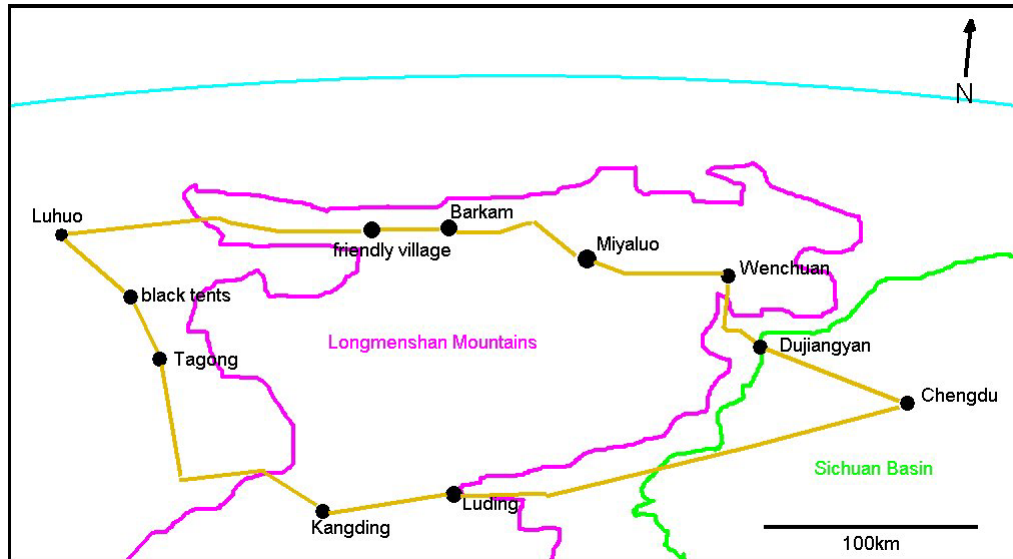 N
Barkam
Luhuo
friendly village
Miyaluo
Wenchuan
black tents
Longmenshan Mountains
Dujiangyan
Tagong
Chengdu
Sichuan Basin
Luding
Kangding
100km